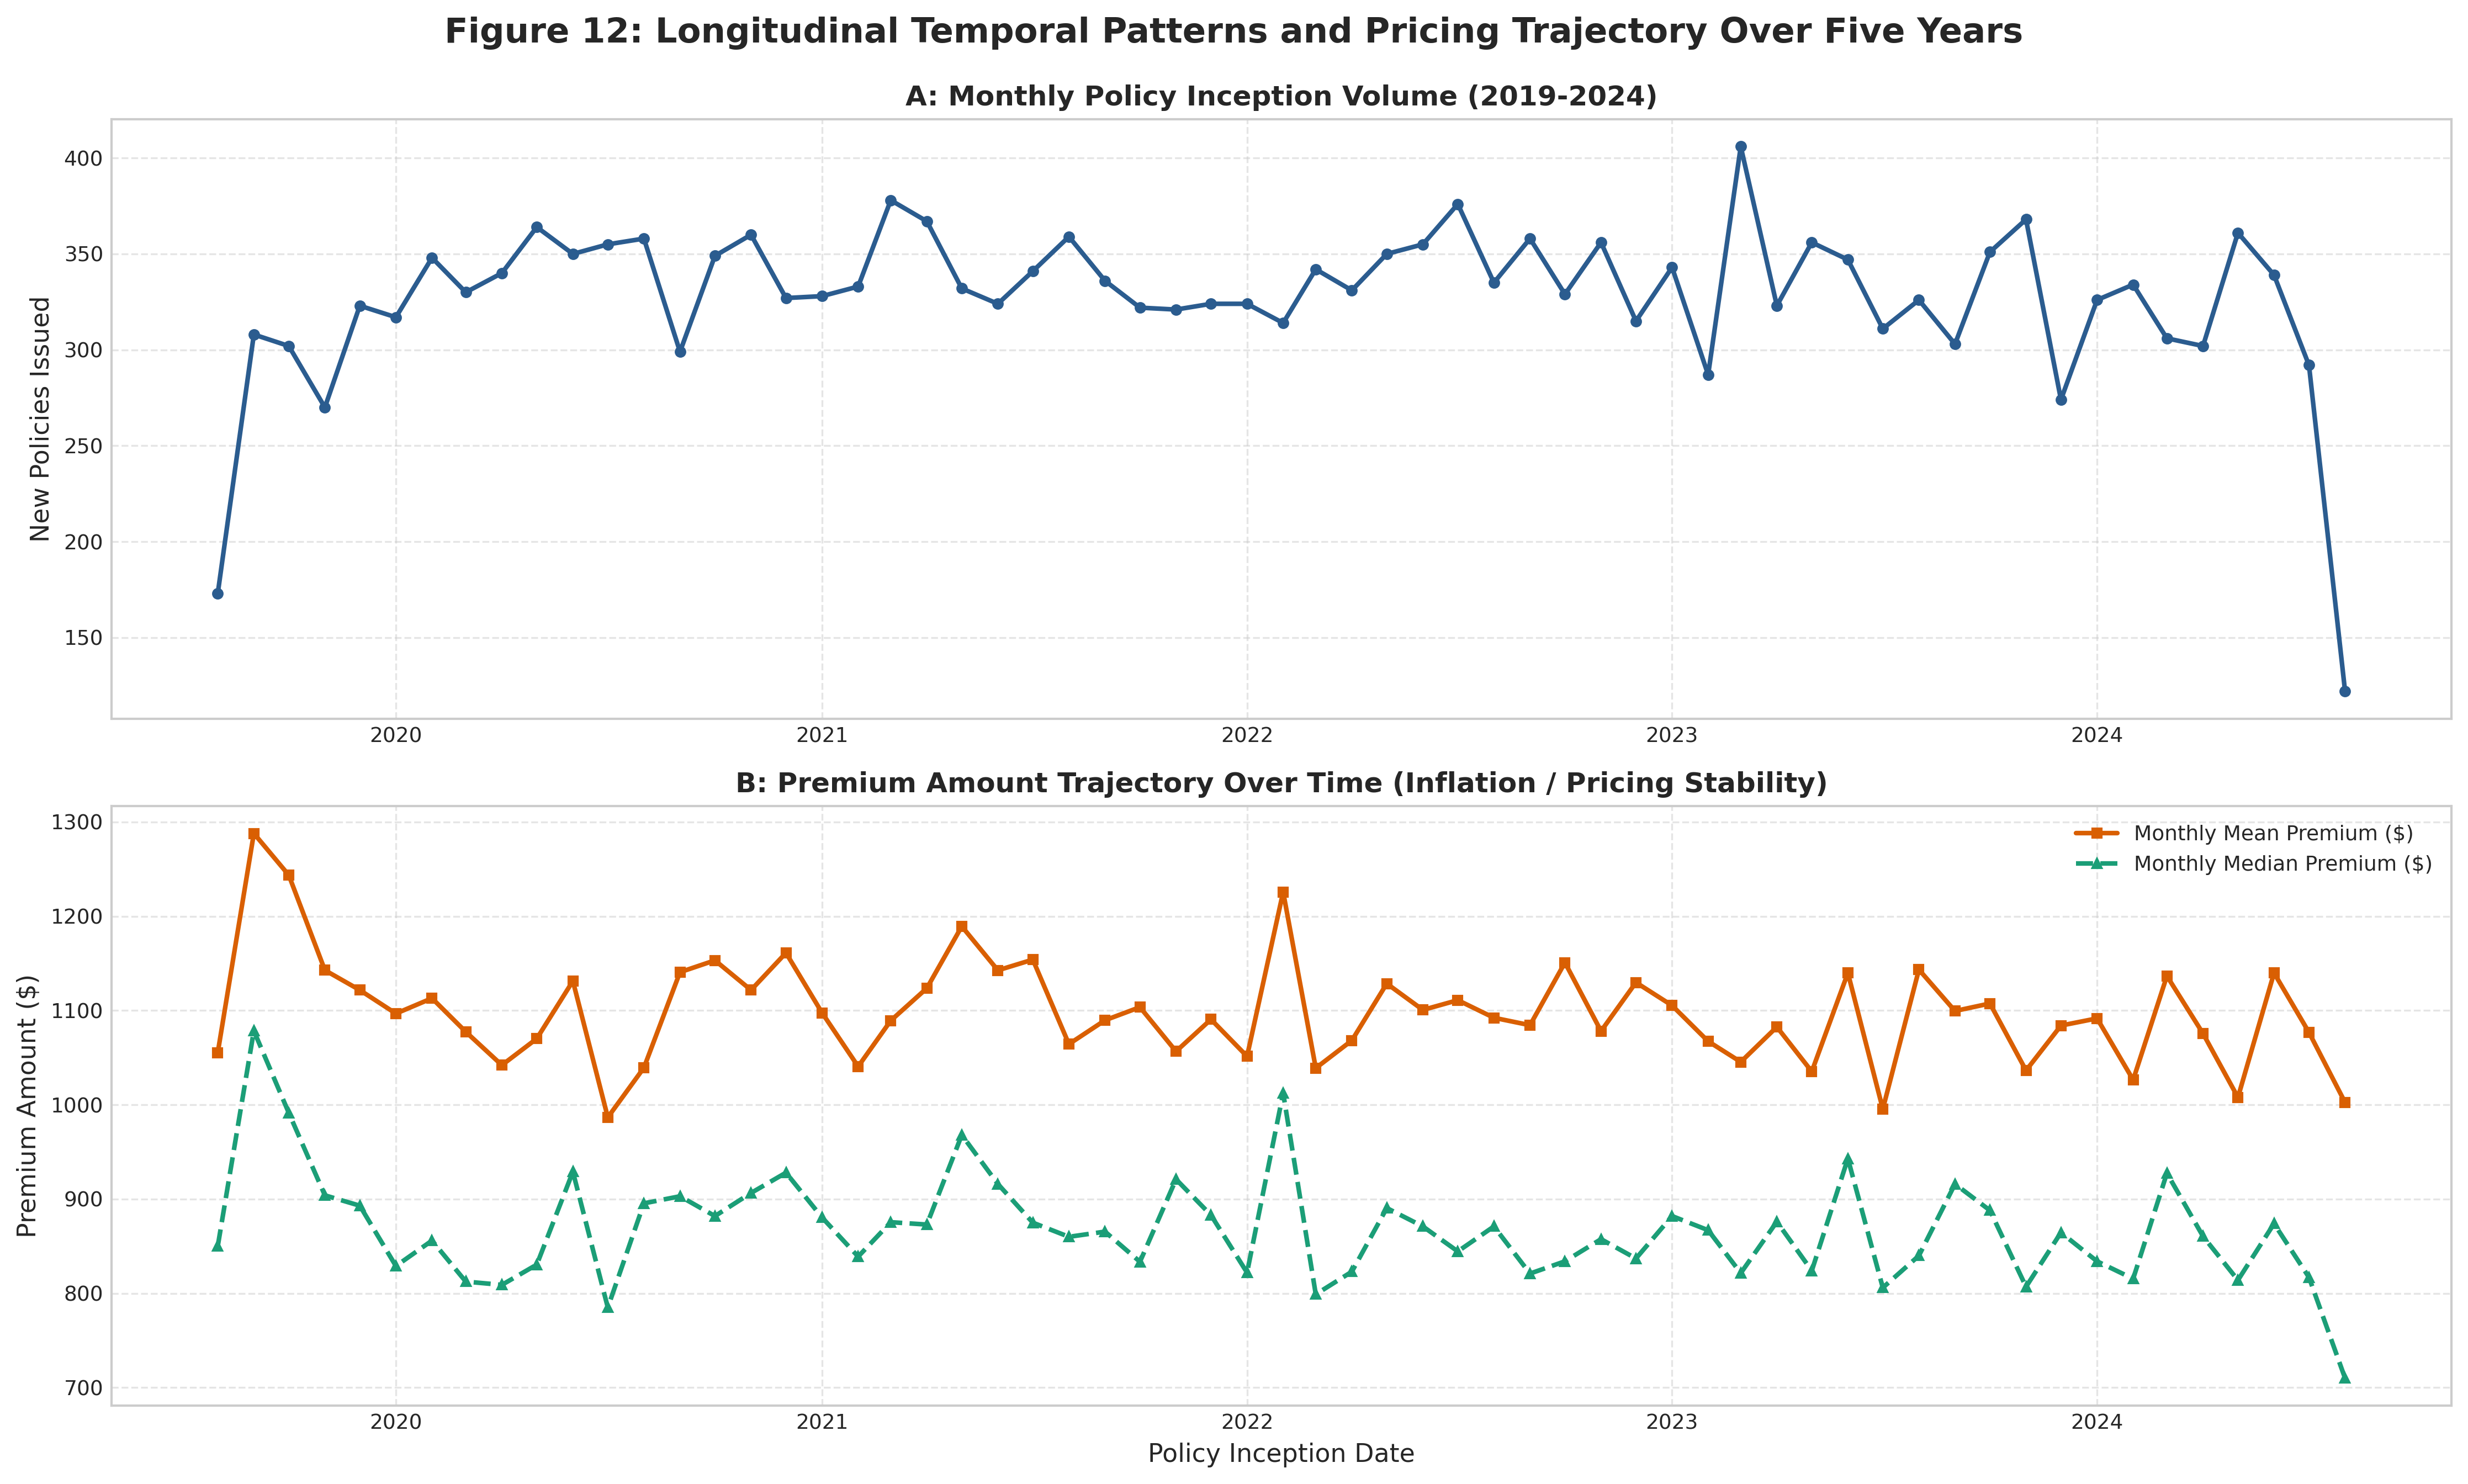 Figure 12: Longitudinal Temporal Patterns and Pricing Trajectory Over Five Years
A: Monthly Policy Inception Volume (2019-2024)
New Policies Issued
400
350
300
250
200
150
2020 2021 2022 2023 2024
B: Premium Amount Trajectory Over Time (Inflation / Pricing Stability)
Premium Amount ($)
1300
1200
1100
1000
900
800
700
Monthly Mean Premium ($)
Monthly Median Premium ($)
2020 2021 2022 2023 2024
Policy Inception Date